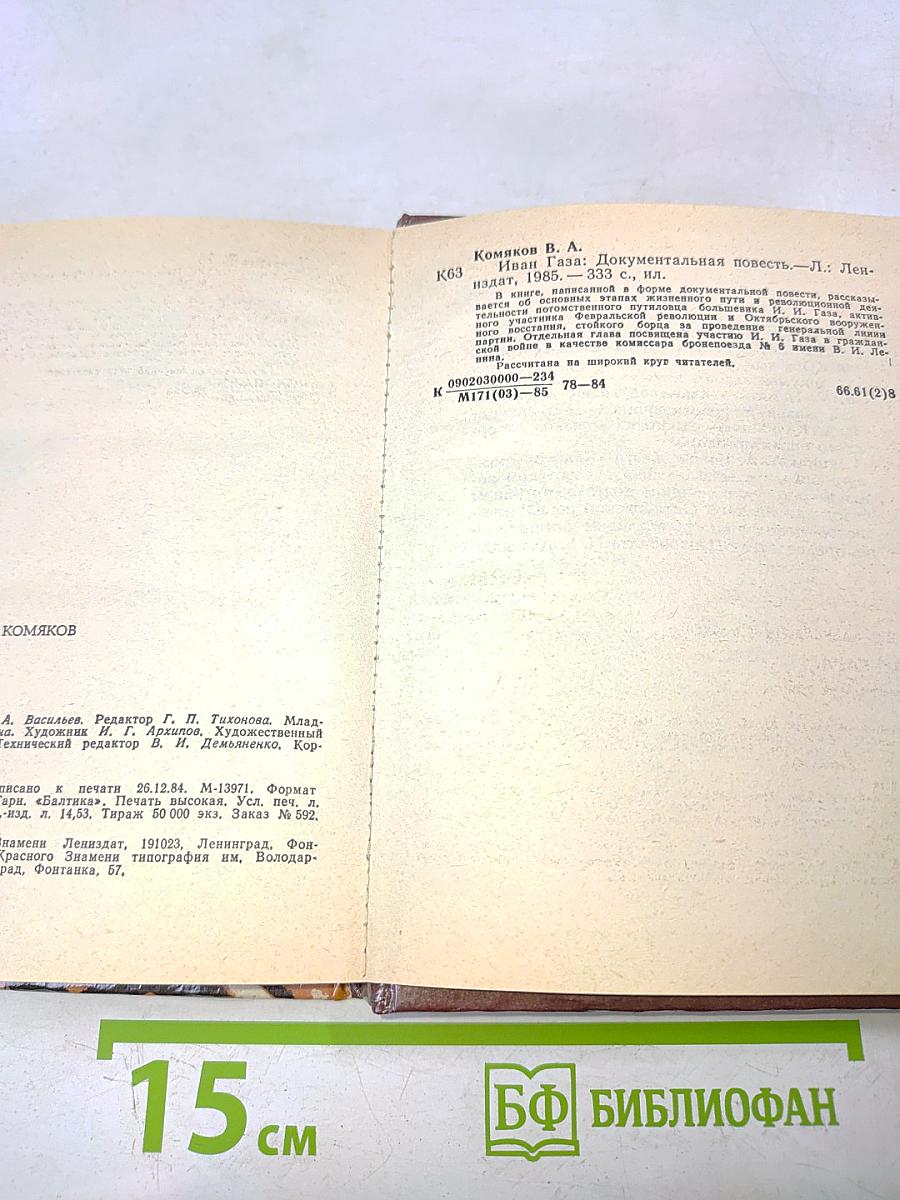 КОМЯКОВ
А. Васильев. Редактор Г. П. Тихонова. Млад-
Художник И. Г. Архипов. Художественный
Технический редактор В. И. Демьяненко. Кор-
писано к печати 26.12.84. М-13971. Формат
Гарн. «Балтика». Печать высокая. Усл. печ. л.
-изд. л. 14,53. Тираж 50 000 экз. Заказ № 592.
Знамени Лениздат, 191023, Ленинград, Фон-
Красного Знамени типография им. Володар-
рад, Фонтанка, 57.
Комяков В. А.
К63 Иван Газа: Документальная повесть.—Л.: Лен-
издат, 1985. — 333 с., ил.
В книге, написанной в форме документальной повести, рассказы-
вается об основных этапах жизненного пути и революционной дея-
тельности потомственного путиловца большевика И. И. Газа, актив-
ного участника Февральской революции и Октябрьского вооружен-
ного восстания, стойкого борца за проведение генеральной линии
партии. Отдельная глава посвящена участию И. И. Газа в граждан-
ской войне в качестве комиссара бронепоезда № 6 имени В. И. Ле-
нина.
Рассчитана на широкий круг читателей.
К 0902030000—234 78—84
М171(03)—85 66.61(2)8
15 см
БФ БИБЛИОФАН